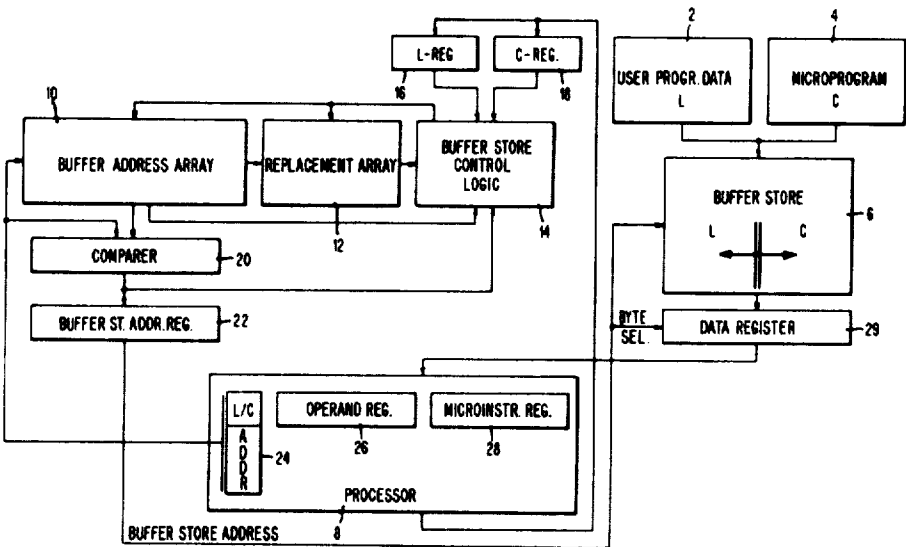 2
4
L-REG
C-REG.
USER PROGR. DATA
L
MICROPROGRAM
C
16
18
10
BUFFER ADDRESS ARRAY
REPLACEMENT ARRAY
BUFFER STORE
CONTROL
LOGIC
12
14
BUFFER STORE
6
L
C
COMPARER
20
BUFFER ST. ADDR. REG.
22
BYTE
SEL.
DATA REGISTER
29
L/C
ADDR
24
OPERAND REG.
26
MICROINSTR. REG.
28
PROCESSOR
8
BUFFER STORE ADDRESS